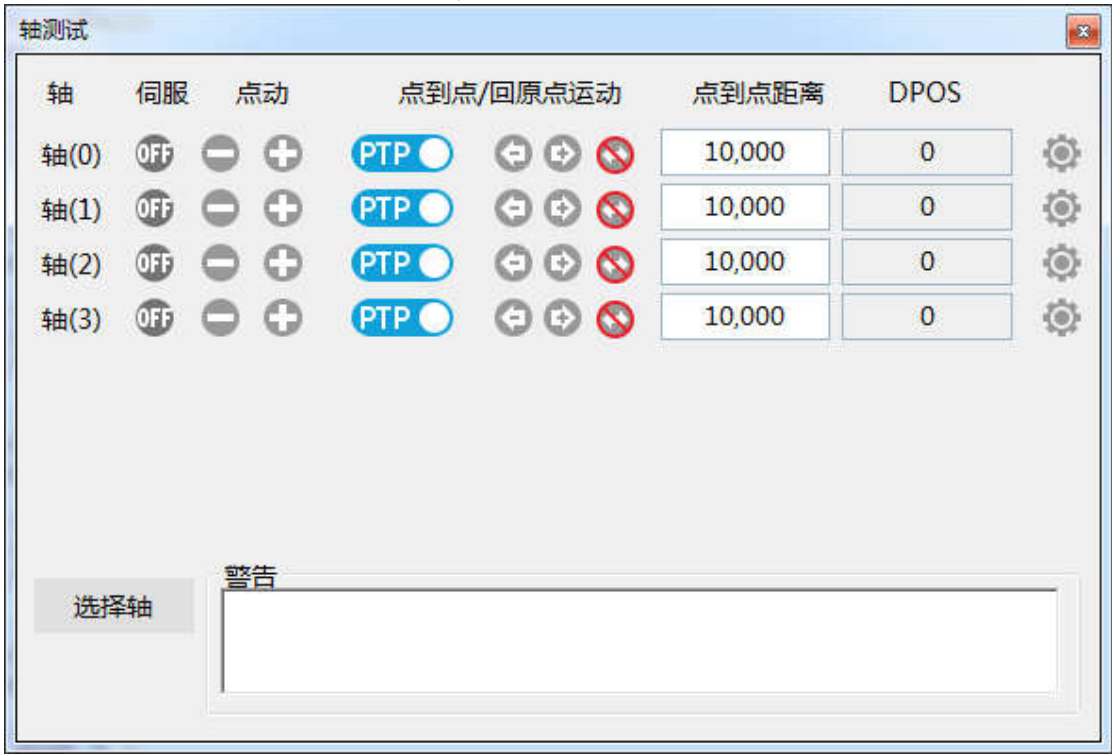 轴测试
轴 伺服 点动 点到点/回原点运动 点到点距离 DPOS
轴(0) OFF PTP 10,000 0
轴(1) OFF PTP 10,000 0
轴(2) OFF PTP 10,000 0
轴(3) OFF PTP 10,000 0
警告
选择轴